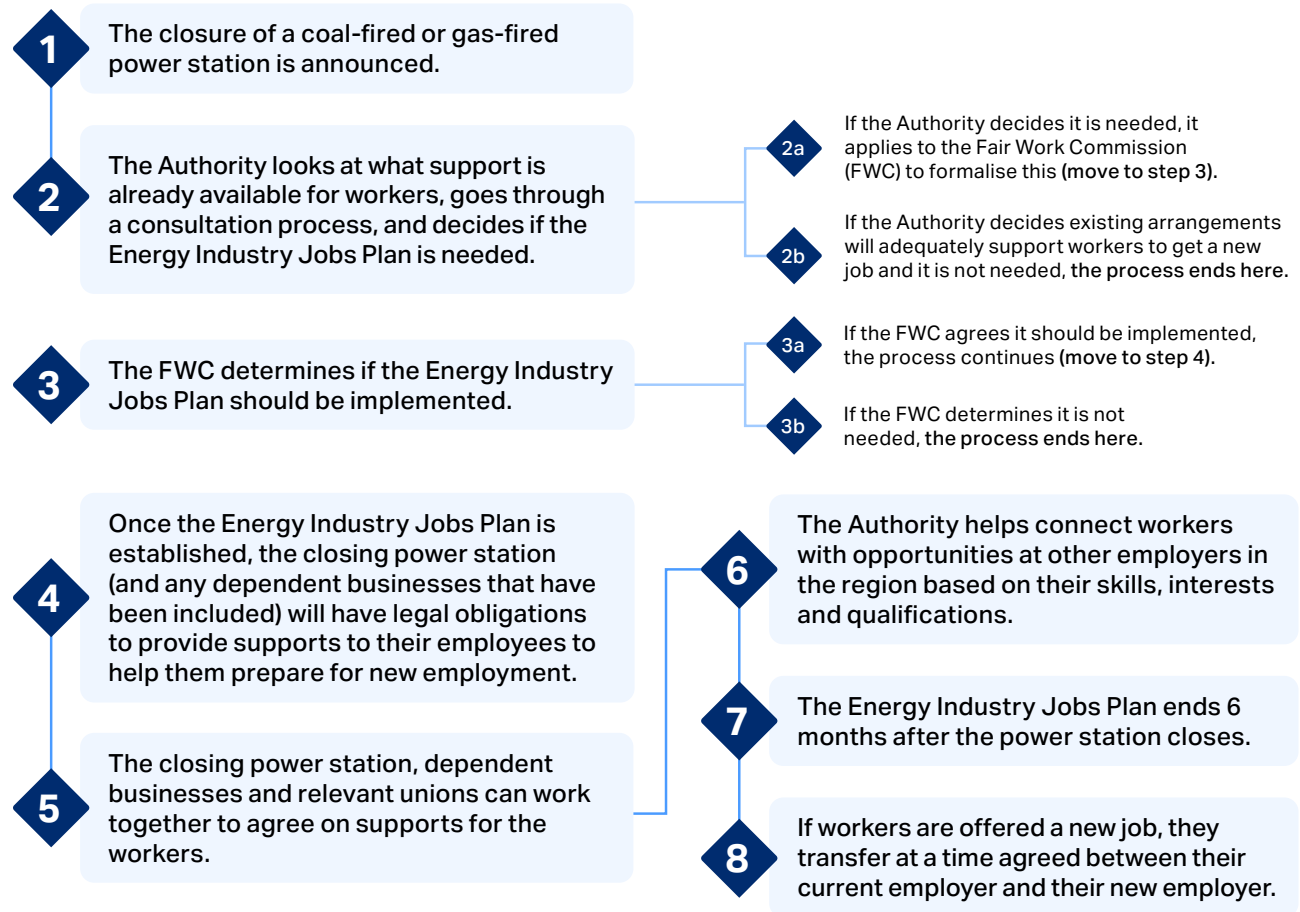 1
The closure of a coal-fired or gas-fired
power station is announced.
2
The Authority looks at what support is
already available for workers, goes through
a consultation process, and decides if the
Energy Industry Jobs Plan is needed.
2a
If the Authority decides it is needed, it
applies to the Fair Work Commission
(FWC) to formalise this (move to step 3).
2b
If the Authority decides existing arrangements
will adequately support workers to get a new
job and it is not needed, the process ends here.
3
The FWC determines if the Energy Industry
Jobs Plan should be implemented.
3a
If the FWC agrees it should be implemented,
the process continues (move to step 4).
3b
If the FWC determines it is not
needed, the process ends here.
4
Once the Energy Industry Jobs Plan is
established, the closing power station
(and any dependent businesses that have
been included) will have legal obligations
to provide supports to their employees to
help them prepare for new employment.
5
The closing power station, dependent
businesses and relevant unions can work
together to agree on supports for the
workers.
6
The Authority helps connect workers
with opportunities at other employers in
the region based on their skills, interests
and qualifications.
7
The Energy Industry Jobs Plan ends 6
months after the power station closes.
8
If workers are offered a new job, they
transfer at a time agreed between their
current employer and their new employer.